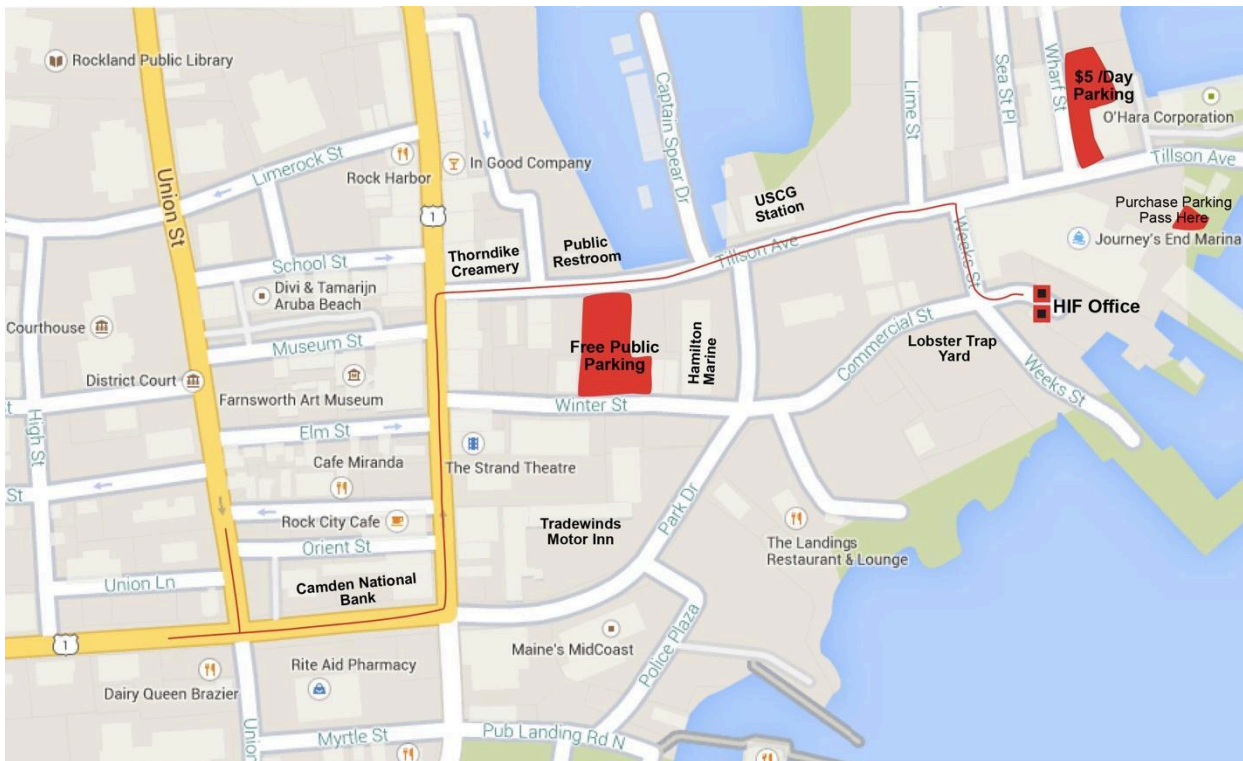 Rockland Public Library
Union St
Limerock St
Rock Harbor
In Good Company
1
Captain Spear Dr
Lime St
Sea St Pl
Wharf St
$5 /Day
Parking
O'Hara Corporation
Tillson Ave
Purchase Parking
Pass Here
Journey's End Marina
USCG
Station
Public
Restroom
Thorndike
Creamery
Tillson Ave
Weeks St
HIF Office
School St
Divi & Tamarijn
Aruba Beach
Courthouse
Museum St
District Court
Farnsworth Art Museum
High St
St
Elm St
Free Public
Parking
Hamilton
Marine
Winter St
Commercial St
Lobster Trap
Yard
Weeks St
Cafe Miranda
The Strand Theatre
St
Rock City Cafe
Orient St
Union Ln
Camden National
Bank
Tradewinds
Motor Inn
Park Dr
The Landings
Restaurant & Lounge
1
Maine's MidCoast
Police Plaza
Rite Aid Pharmacy
Dairy Queen Brazier
Union
Myrtle St
Pub Landing Rd N